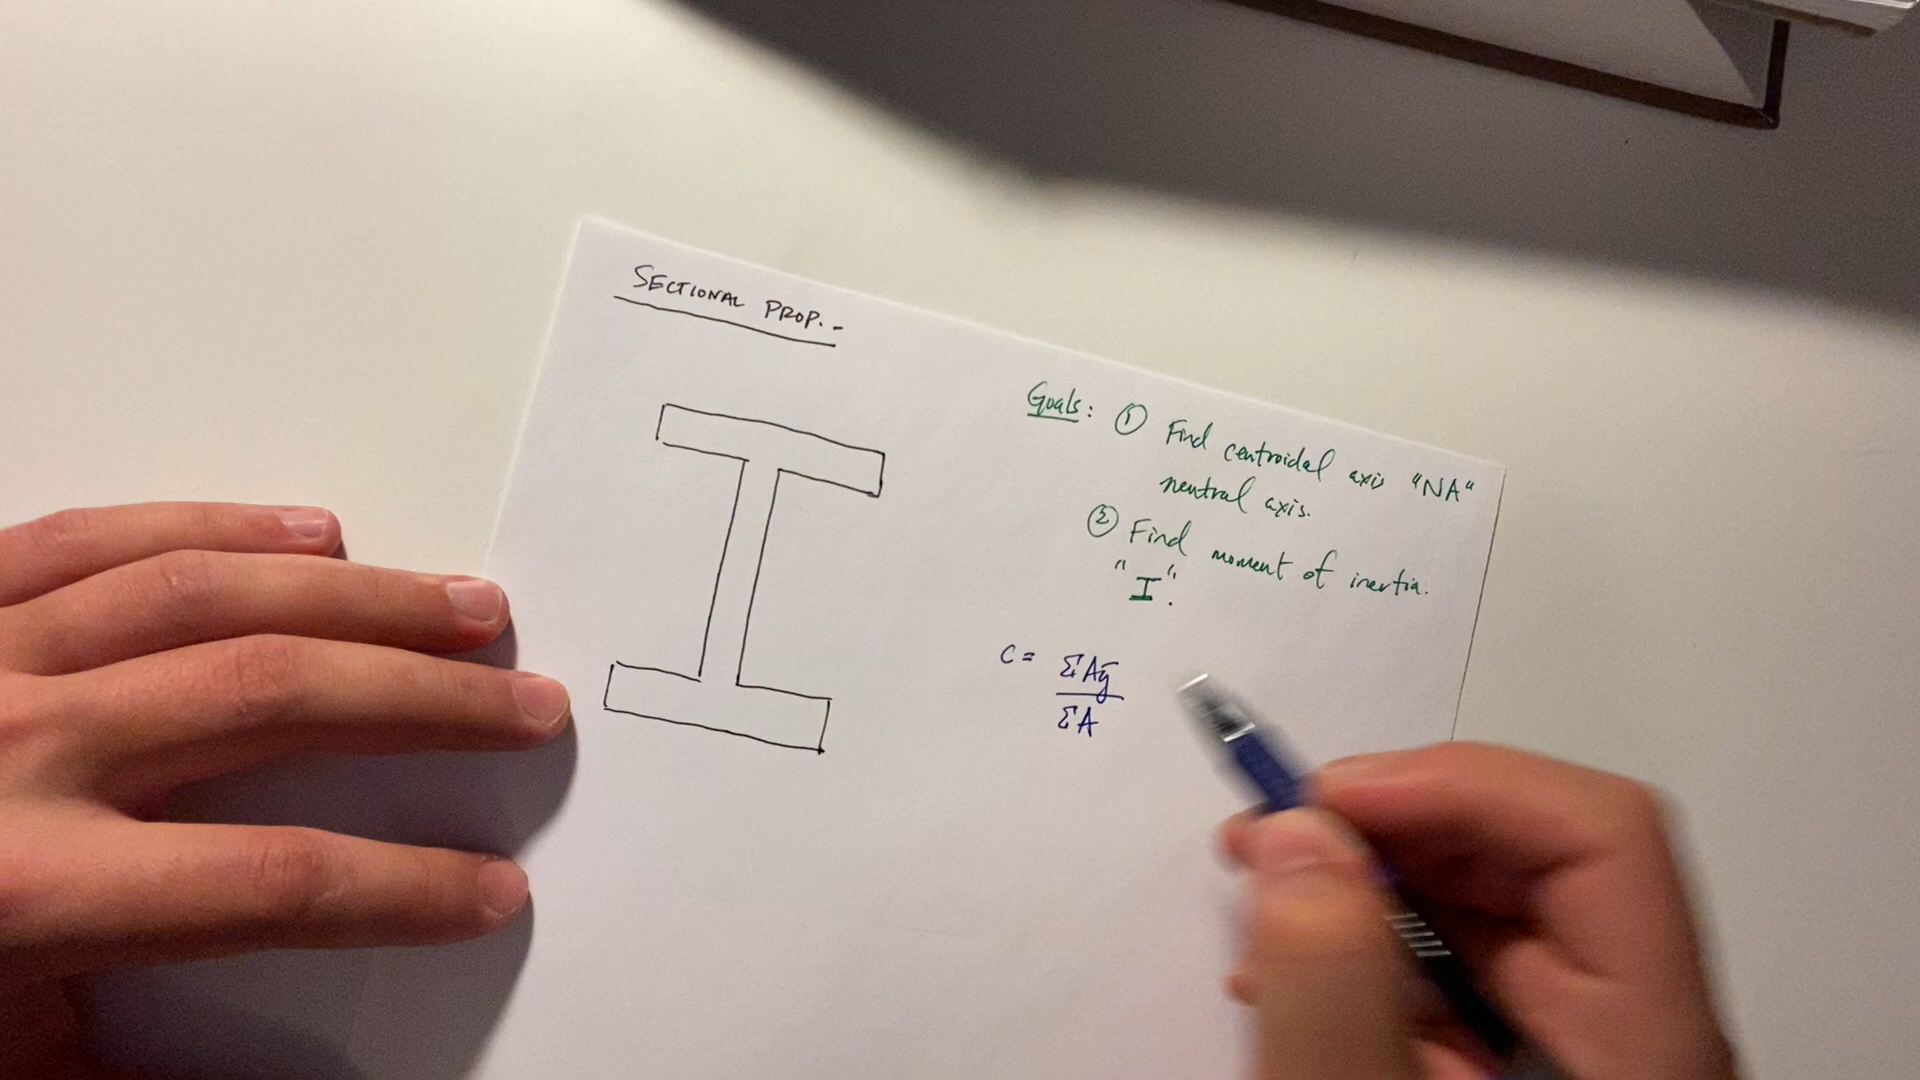 SECTIONAL PROP.-
Goals: ① Find centroidal axis "NA"
neutral axis.
② Find moment of inertia.
"I".
C = ΣAȳ
ΣA